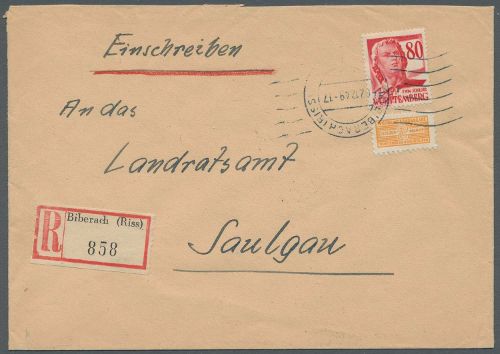 Einschreiben
80
WÜRTTEMBERG
An das
Landratsamt
R
Biberach (Riss)
858
Saulgau